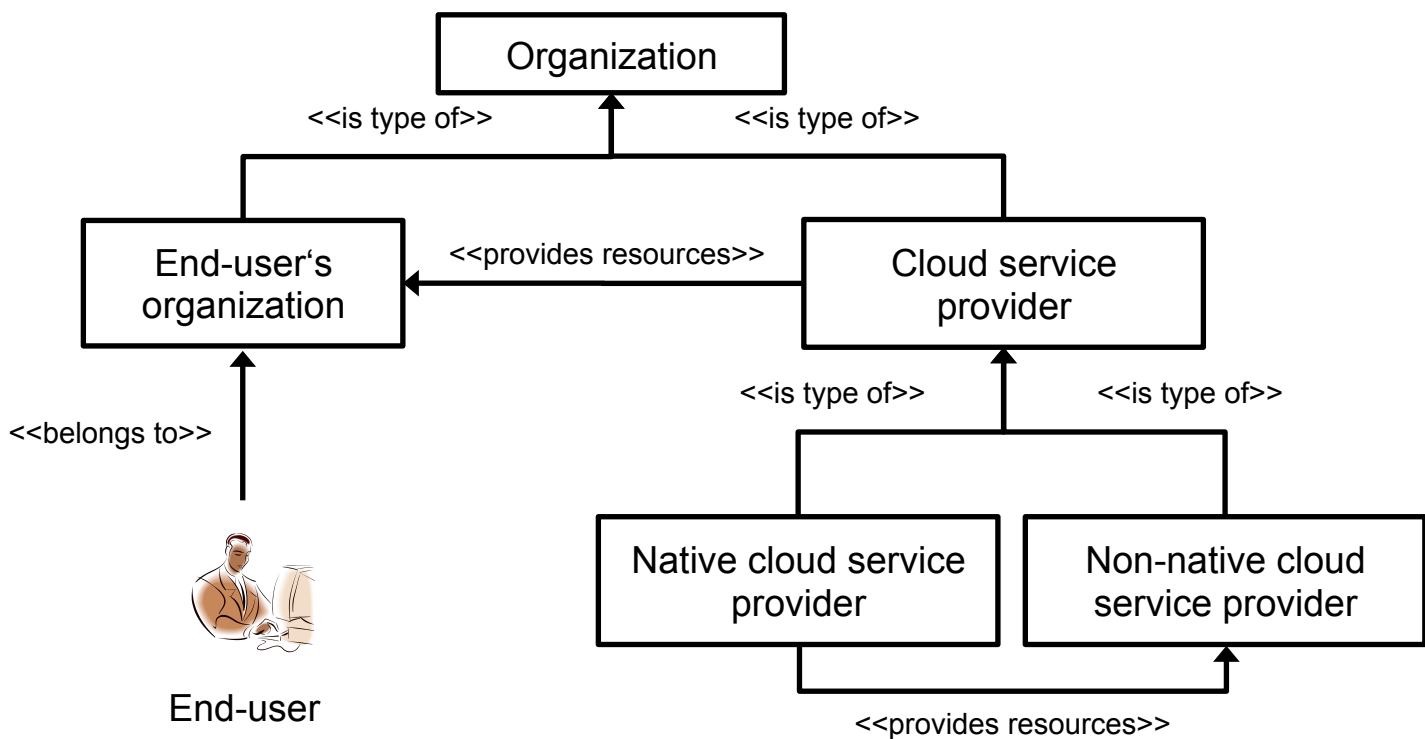 Organization
<<is type of>>
<<is type of>>
End-user‘s
organization
<<provides resources>>
Cloud service
provider
<<is type of>>
<<is type of>>
<<belongs to>>
Native cloud service
provider
Non-native cloud
service provider
End-user
<<provides resources>>